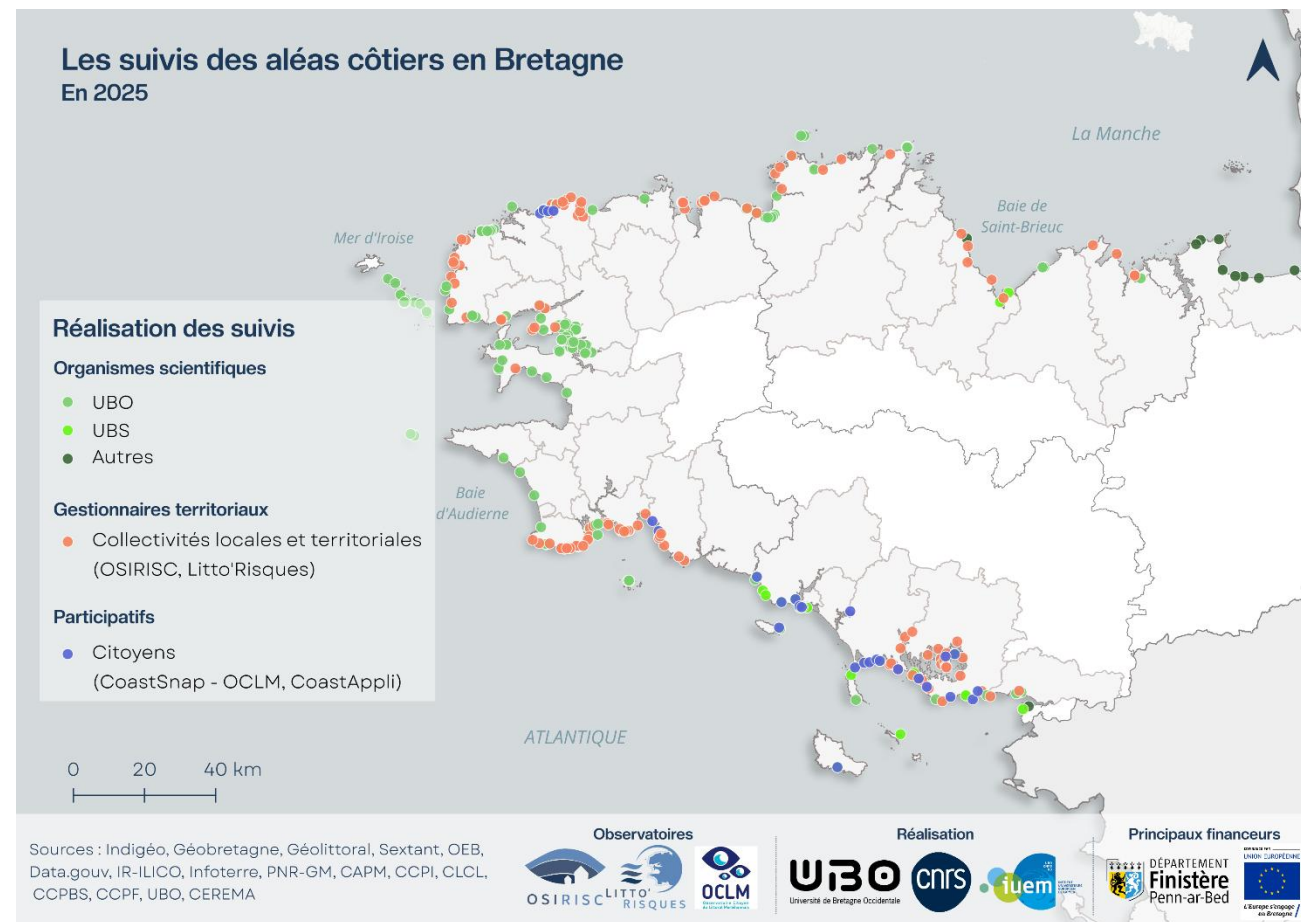 Les suivis des aléas côtiers en Bretagne
En 2025
La Manche
Baie de
Saint-Brieuc
Mer d'Iroise
Réalisation des suivis
Organismes scientifiques
UBO
UBS
Autres
Gestionnaires territoriaux
Collectivités locales et territoriales
(OSIRISC, Litto'Risques)
Participatifs
Citoyens
(CoastSnap - OCLM, CoastAppli)
Baie
d'Audierne
ATLANTIQUE
0 20 40 km
Sources : Indigéo, Géobretagne, Géolittoral, Sextant, OEB,
Data.gouv, IR-ILICO, Infoterre, PNR-GM, CAPM, CCPI, CLCL,
CCPBS, CCPF, UBO, CEREMA
Observatoires
OSIRISC
LITTO'
RISQUES
OCLM
Réalisation
UBO
Université de Bretagne Occidentale
cnrs
iuem
Principaux financeurs
DÉPARTEMENT
Finistère
Penn-ar-Bed
UNION EUROPÉENNE
L'Europe s'engage
en Bretagne